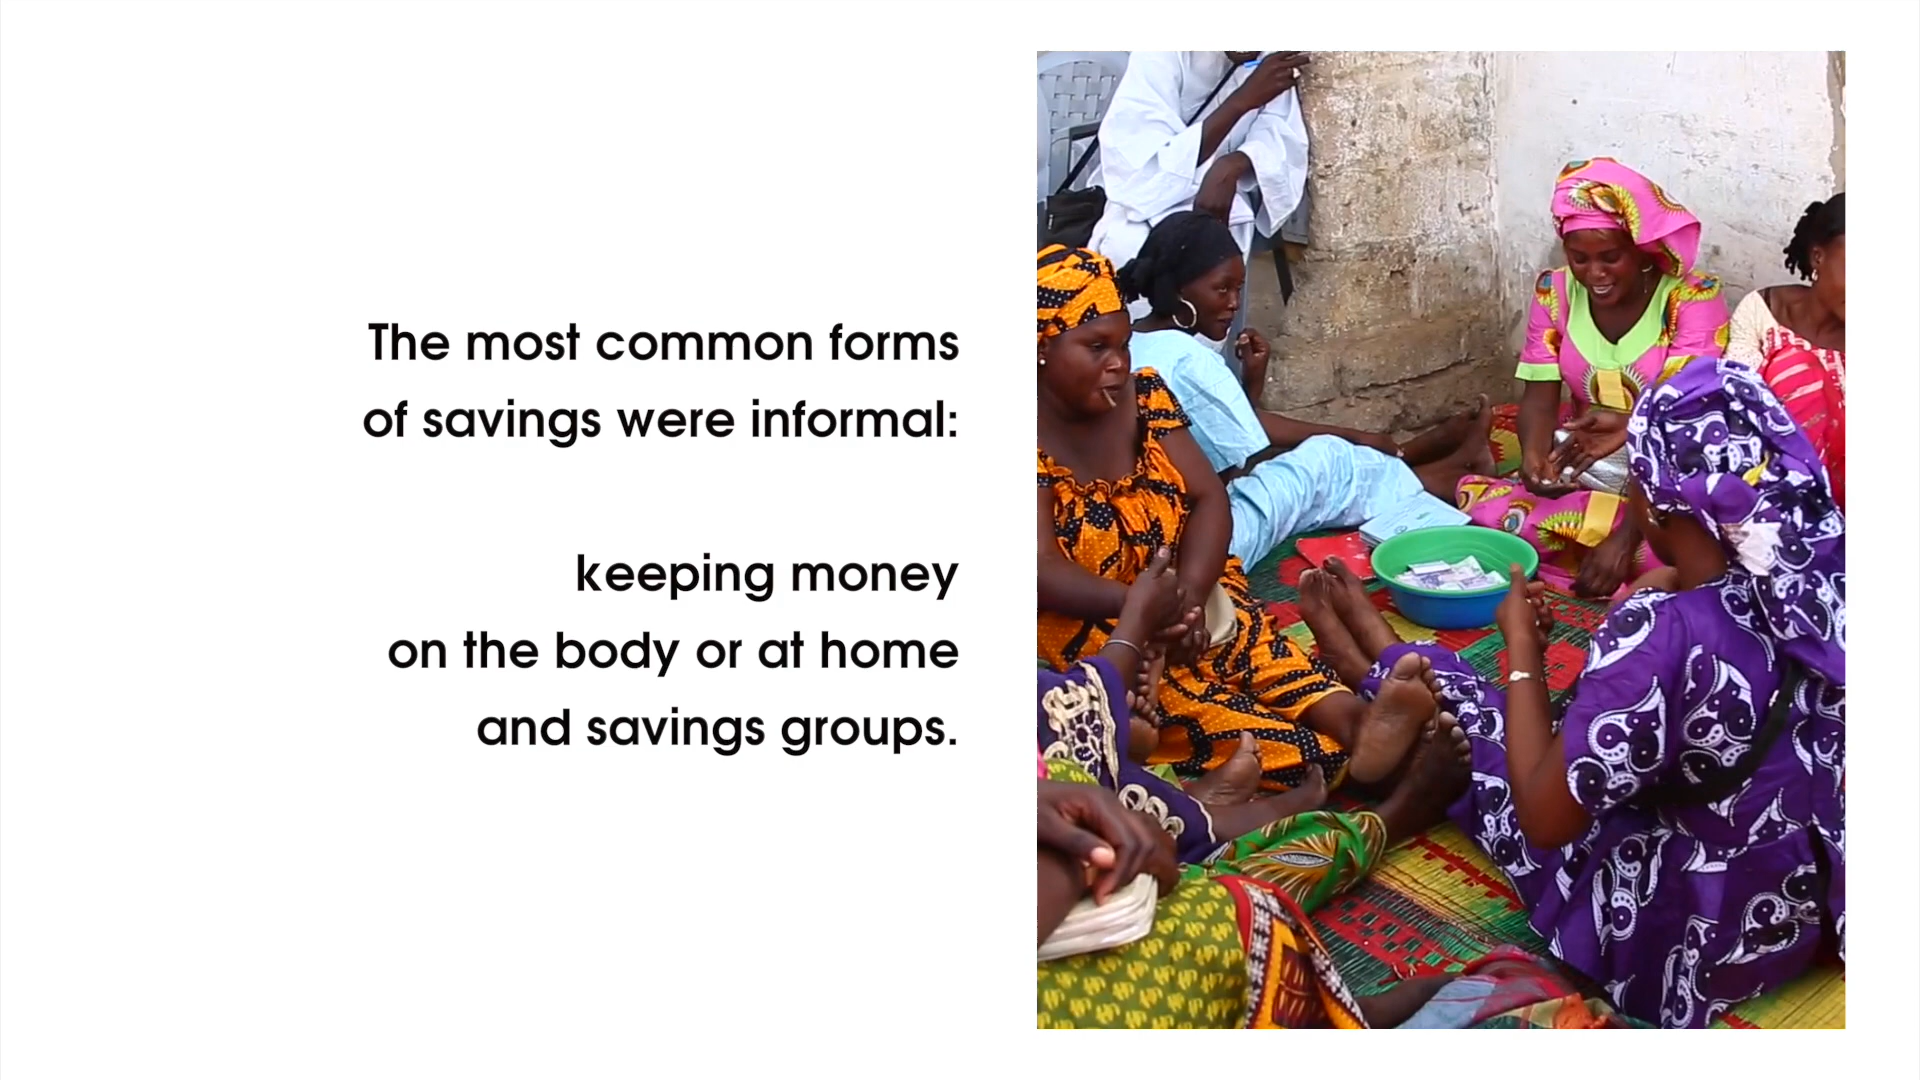 The most common forms
of savings were informal:
keeping money
on the body or at home
and savings groups.